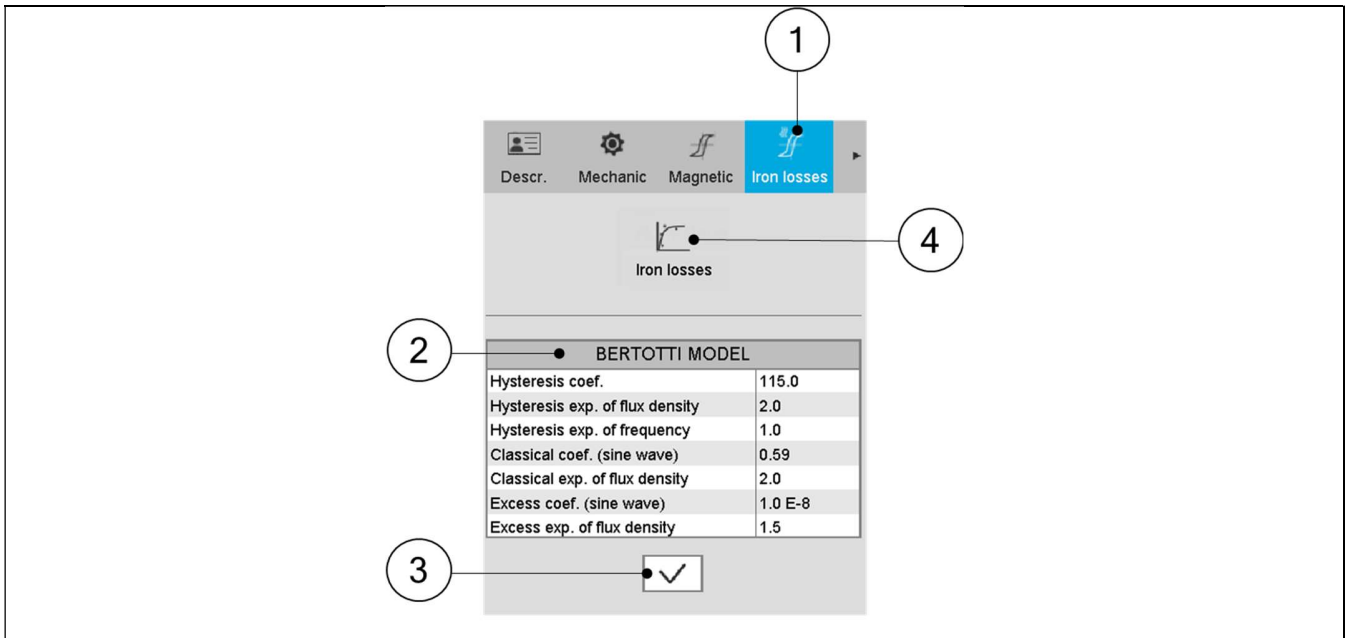 1
Descr. Mechanic Magnetic Iron losses
4
Iron losses
2
BERTOTTI MODEL
Hysteresis coef. 115.0
Hysteresis exp. of flux density 2.0
Hysteresis exp. of frequency 1.0
Classical coef. (sine wave) 0.59
Classical exp. of flux density 2.0
Excess coef. (sine wave) 1.0 E-8
Excess exp. of flux density 1.5
3